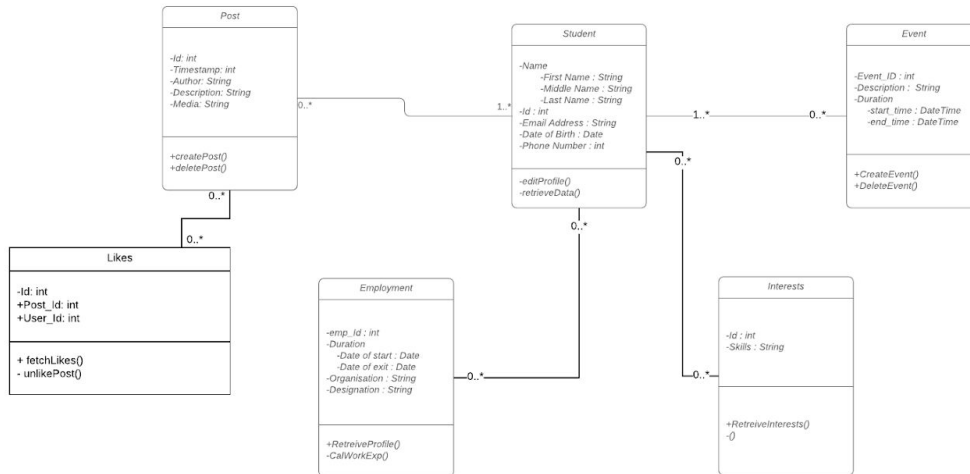 Post
-Id: int
-Timestamp: int
-Author: String
-Description: String
-Media: String
+createPost()
+deletePost()
0..*
1..*
Student
-Name
-First Name : String
-Middle Name : String
-Last Name : String
-Id : int
-Email Address : String
-Date of Birth : Date
-Phone Number : int
-editProfile()
-retrieveData()
1..*
0..*
Event
-Event_ID : int
-Description : String
-Duration
-start_time : DateTime
-end_time : DateTime
+CreateEvent()
+DeleteEvent()
0..*
0..*
Likes
-Id: int
+Post_Id: int
+User_Id: int
+ fetchLikes()
- unlikePost()
0..*
0..*
Employment
-emp_Id : int
-Duration
-Date of start : Date
-Date of exit : Date
-Organisation : String
-Designation : String
+RetreiveProfile()
-CalWorkExp()
0..*
0..*
Interests
-Id : int
-Skills : String
+RetreiveInterests()
-()